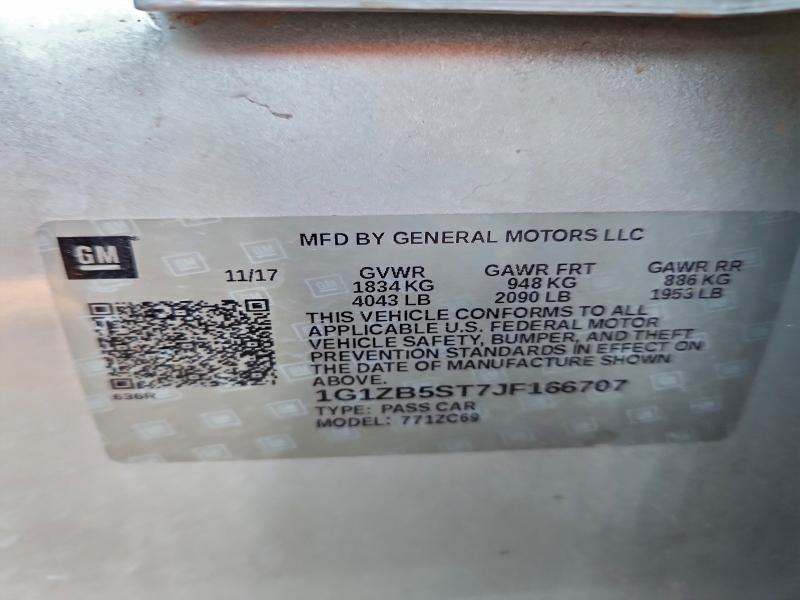 GM
MFD BY GENERAL MOTORS LLC
11/17
GVWR GAWR FRT GAWR RR
1834 KG 948 KG 886 KG
4043 LB 2090 LB 1953 LB
THIS VEHICLE CONFORMS TO ALL
APPLICABLE U.S. FEDERAL MOTOR
VEHICLE SAFETY, BUMPER, AND THEFT
PREVENTION STANDARDS IN EFFECT ON
THE DATE OF MANUFACTURE SHOWN
ABOVE.
636R
1G1ZB5ST7JF166707
TYPE: PASS CAR
MODEL: 771ZC69